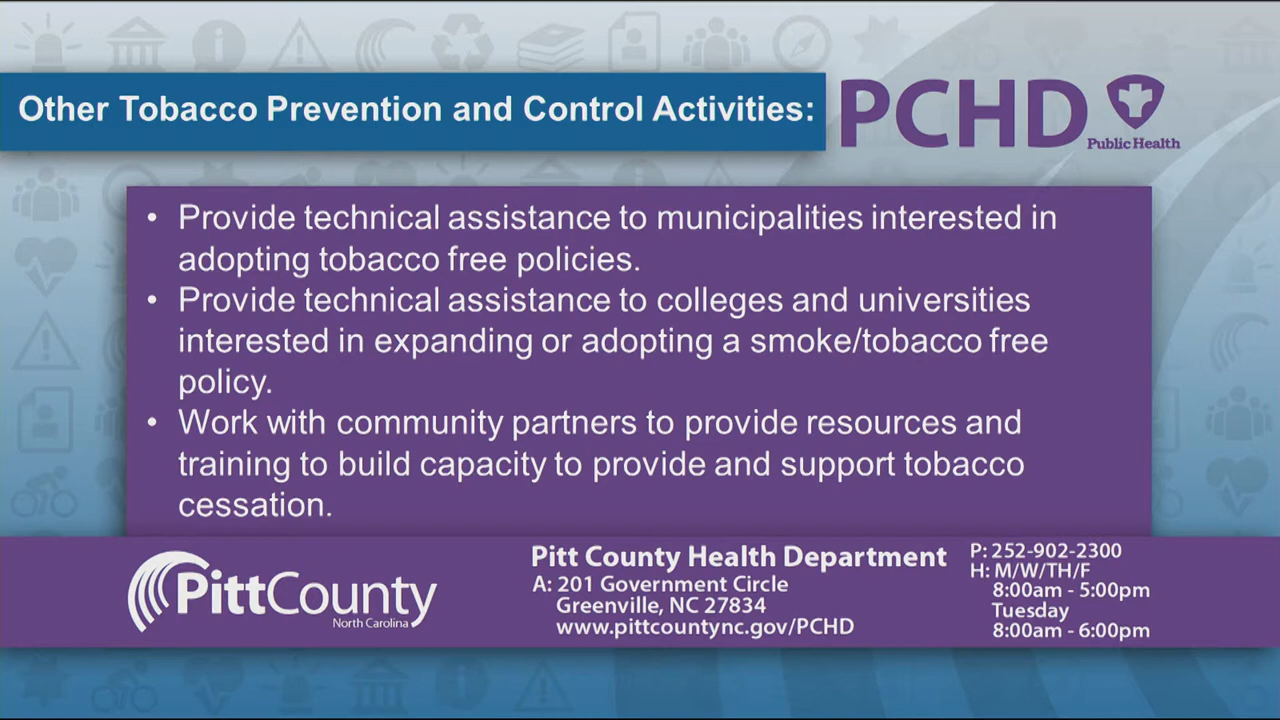 Other Tobacco Prevention and Control Activities:
PCHD
Public Health
• Provide technical assistance to municipalities interested in
adopting tobacco free policies.
• Provide technical assistance to colleges and universities
interested in expanding or adopting a smoke/tobacco free
policy.
• Work with community partners to provide resources and
training to build capacity to provide and support tobacco
cessation.
PittCounty
North Carolina
Pitt County Health Department
A: 201 Government Circle
Greenville, NC 27834
www.pittcountync.gov/PCHD
P: 252-902-2300
H: M/W/TH/F
8:00am - 5:00pm
Tuesday
8:00am - 6:00pm